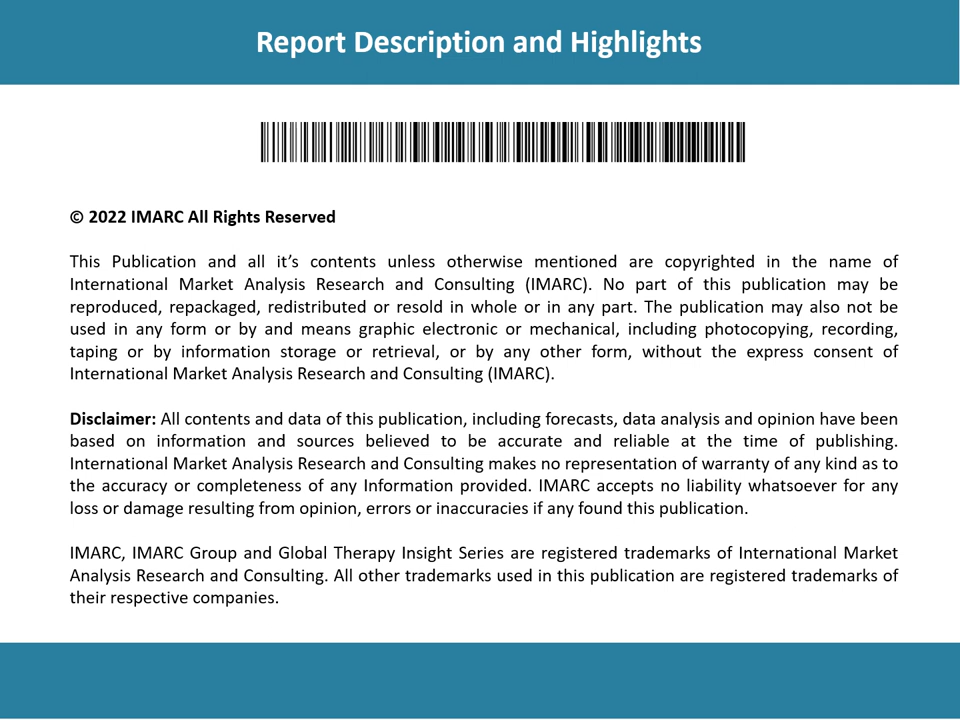 Report Description and Highlights
© 2022 IMARC All Rights Reserved
This Publication and all it’s contents unless otherwise mentioned are copyrighted in the name of
International Market Analysis Research and Consulting (IMARC). No part of this publication may be
reproduced, repackaged, redistributed or resold in whole or in any part. The publication may also not be
used in any form or by and means graphic electronic or mechanical, including photocopying, recording,
taping or by information storage or retrieval, or by any other form, without the express consent of
International Market Analysis Research and Consulting (IMARC).
Disclaimer: All contents and data of this publication, including forecasts, data analysis and opinion have been
based on information and sources believed to be accurate and reliable at the time of publishing.
International Market Analysis Research and Consulting makes no representation of warranty of any kind as to
the accuracy or completeness of any Information provided. IMARC accepts no liability whatsoever for any
loss or damage resulting from opinion, errors or inaccuracies if any found this publication.
IMARC, IMARC Group and Global Therapy Insight Series are registered trademarks of International Market
Analysis Research and Consulting. All other trademarks used in this publication are registered trademarks of
their respective companies.